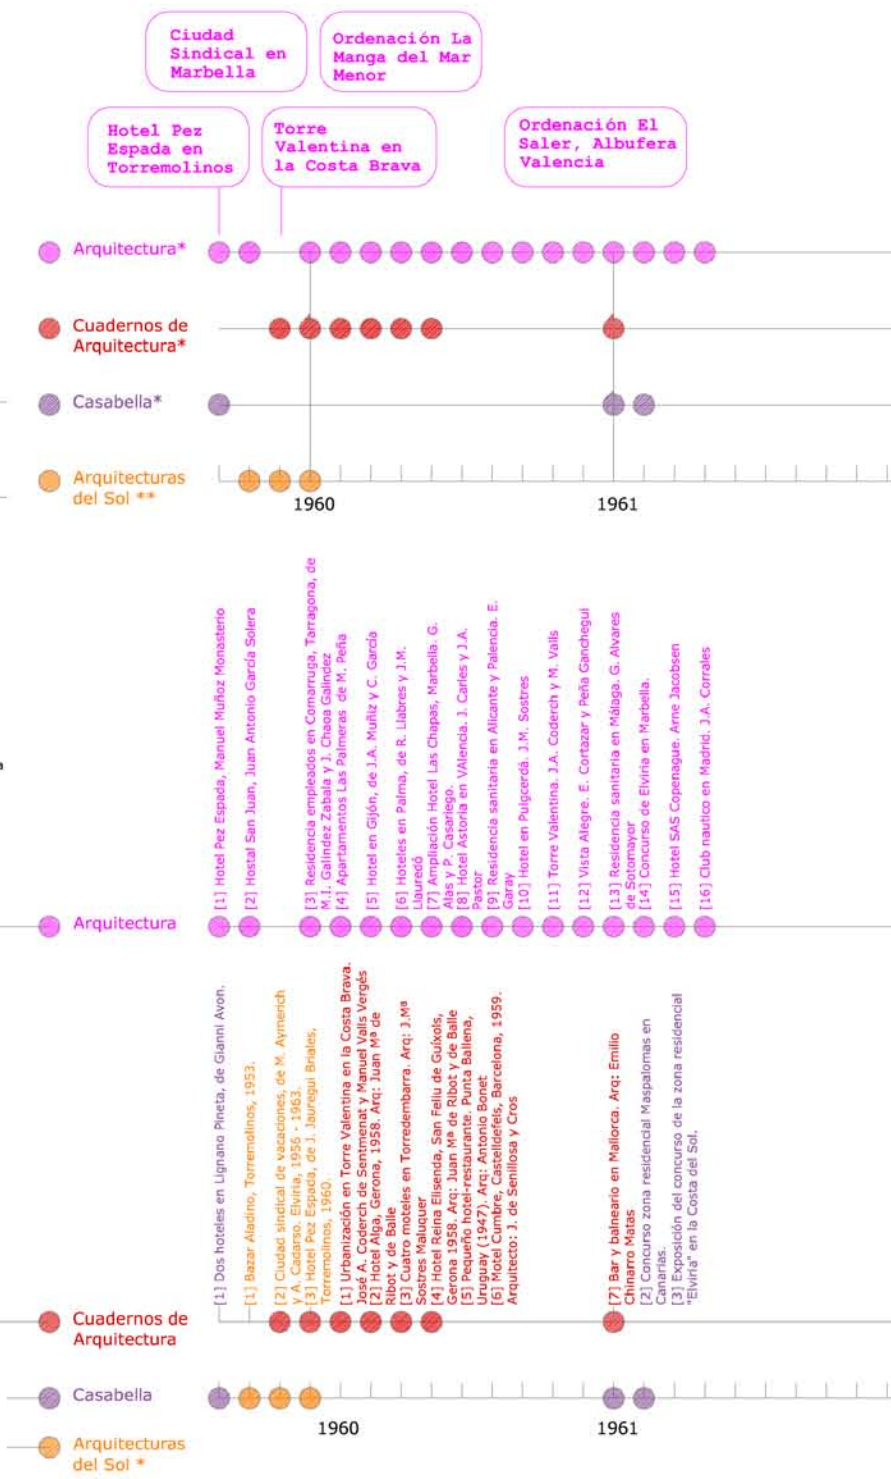 Ciudad
Sindical en
Marbella
Ordenación La
Manga del Mar
Menor
Hotel Pez
Espada en
Torremolinos
Torre
Valentina en
la Costa Brava
Ordenación El
Saler, Albufera
Valencia
Arquitectura*
Cuadernos de
Arquitectura*
Casabella*
Arquitecturas
del Sol **
1960
1961
[1] Hotel Pez Espada, Manuel Muñoz Monasterio
[2] Hostal San Juan, Juan Antonio García Solera
[3] Residencia empleados en Comarruga, Tarragona, de
M.I. Galíndez Zabala y J. Chaoa Galíndez
[4] Apartamentos Las Palmeras de M. Peña
[5] Hotel en Gijón, de J.A. Muñiz y C. García
[6] Hoteles en Palma, de R. Llabres y J.M.
Llauredó
[7] Ampliación Hotel Las Chapas, Marbella. G.
Alas y P. Casariego.
[8] Hotel Astoria en VAlencia. J. Carles y J.A.
Pastor
[9] Residencia sanitaria en Alicante y Palencia. E.
Garay
[10] Hotel en Puigcerdá. J.M. Sostres
[11] Torre Valentina. J.A. Coderch y M. Valls
[12] Vista Alegre. E. Cortazar y Peña Ganchegui
[13] Residencia sanitaria en Málaga. G. Alvares
de Sotomayor
[14] Concurso de Elviria en Marbella.
[15] Hotel SAS Copenague. Arne Jacobsen
[16] Club nautico en Madrid. J.A. Corrales
Arquitectura
[1] Dos hoteles en Lignano Pineta, de Gianni Avon.
[1] Bazar Aladino, Torremolinos, 1953.
[2] Ciudad sindical de vacaciones, de M. Aymerich
y A. Cadarso. Elviria, 1956 - 1963.
[3] Hotel Pez Espada, de J. Jauregui Briales,
Torremolinos, 1960.
[1] Urbanización en Torre Valentina en la Costa Brava.
José A. Coderch de Sentmenat y Manuel Valls Vergés
[2] Hotel Alga, Gerona, 1958. Arq: Juan Mª de
Ribot y de Balle
[3] Cuatro moteles en Torredembarra. Arq: J.Mª
Sostres Maluquer
[4] Hotel Reina Elisenda, San Feliu de Guíxols,
Gerona 1958. Arq: Juan Mª de Ribot y de Balle
[5] Pequeño hotel-restaurante. Punta Ballena,
Uruguay (1947). Arq: Antonio Bonet
[6] Motel Cumbre, Castelldefels, Barcelona, 1959.
Arquitecto: J. de Senillosa y Cros
[7] Bar y balneario en Mallorca. Arq: Emilio
Chinarro Matas
[2] Concurso zona residencial Maspalomas en
Canarias.
[3] Exposición del concurso de la zona residencial
"Elviria" en la Costa del Sol.
Cuadernos de
Arquitectura
Casabella
1960
1961
Arquitecturas
del Sol *